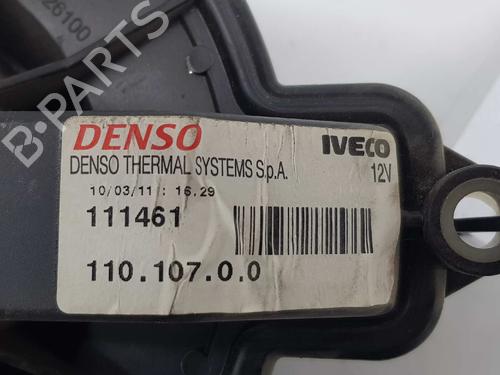 26100
B-PARTS
DENSO
IVECO
DENSO THERMAL SYSTEMS S.p.A.
12V
10/03/11 : 16.29
111461
110.107.0.0